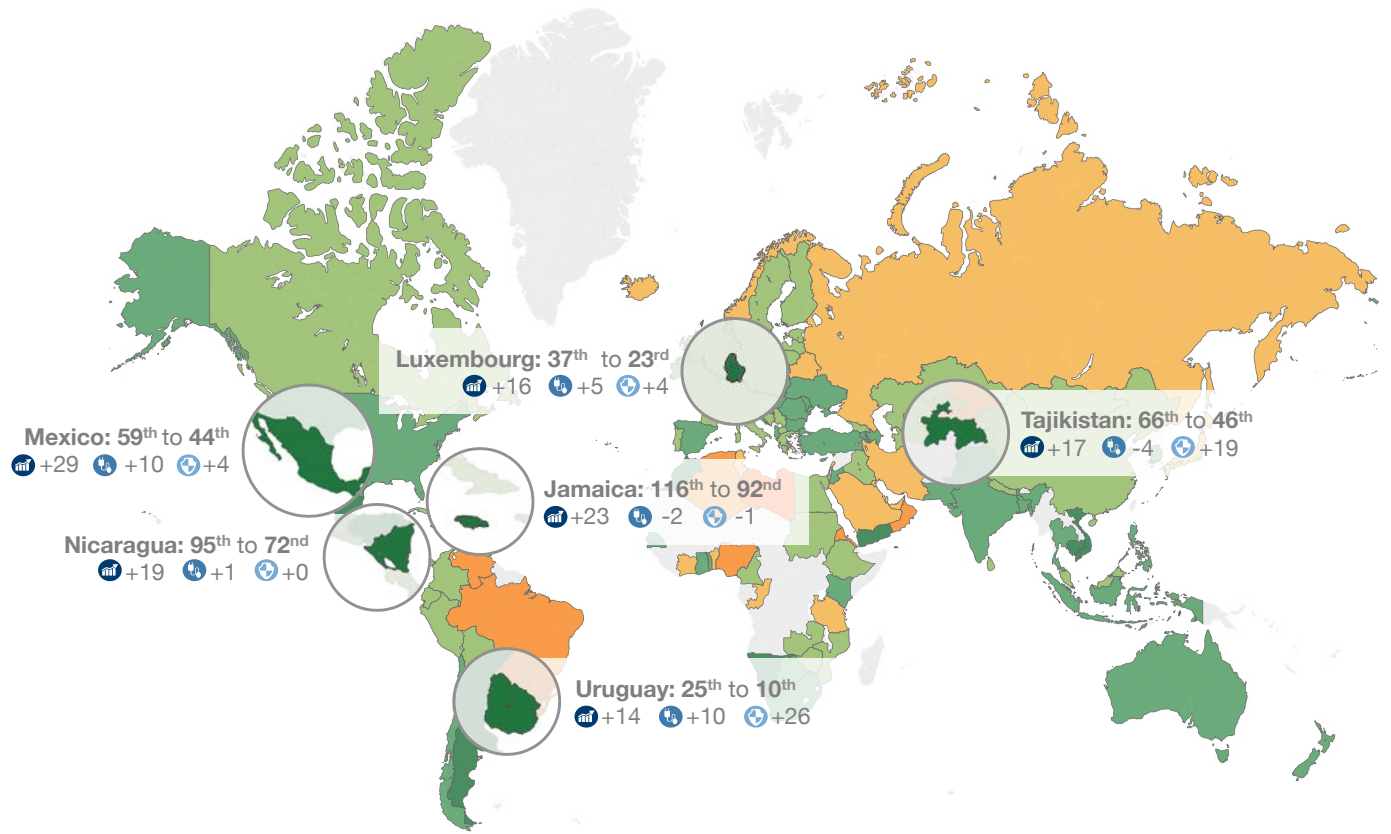 Luxembourg: 37th to 23rd
+16 +5 +4
Mexico: 59th to 44th
+29 +10 +4
Tajikistan: 66th to 46th
+17 -4 +19
Jamaica: 116th to 92nd
+23 -2 -1
Nicaragua: 95th to 72nd
+19 +1 +0
Uruguay: 25th to 10th
+14 +10 +26